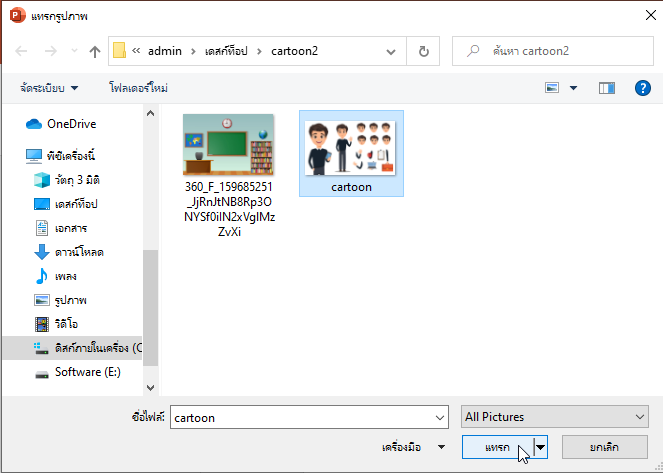 แทรกรูปภาพ
« admin › เดสก์ท็อป › cartoon2
ค้นหา cartoon2
จัดระเบียบ
โฟลเดอร์ใหม่
OneDrive
พีซีเครื่องนี้
วัตถุ 3 มิติ
เดสก์ท็อป
เอกสาร
ดาวน์โหลด
เพลง
รูปภาพ
วิดีโอ
ดิสก์ภายในเครื่อง (C
Software (E:)
360_F_159685251
_JjRnJtNB8Rp3O
NYSf0iIN2xVgIMz
ZvXi
cartoon
ชื่อไฟล์: cartoon
All Pictures
เครื่องมือ
แทรก
ยกเลิก